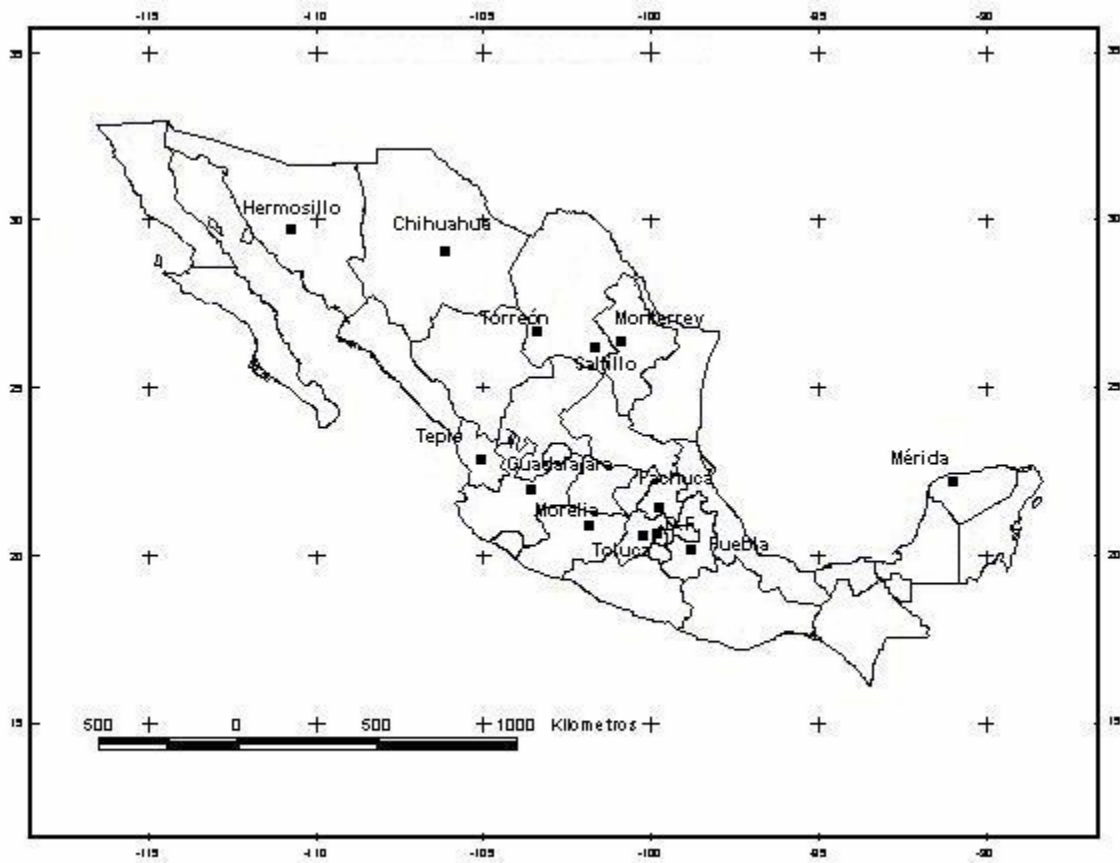 -115 -110 -105 -100 -95 -90
35 35
Hermosillo
Chihuahua
30 30
Torreón Monterrey
Saltillo
25 25
Tepic
Guadalajara
Mérida
Pachuca
Morelia
D.F.
Toluca Puebla
20 20
15 15
500 0 500 1000 Kilometros
-115 -110 -105 -100 -95 -90